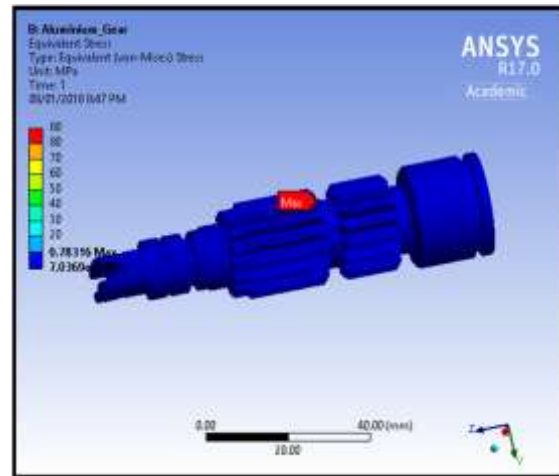 B: Aluminium_Gear
Equivalent Stress
Type: Equivalent (von-Mises) Stress
Unit: MPa
Time: 1
ANSYS
R17.0
Academic
80
70
60
50
40
30
20
Max
Max
0.00
40.00 (mm)
20.00
Z
Y